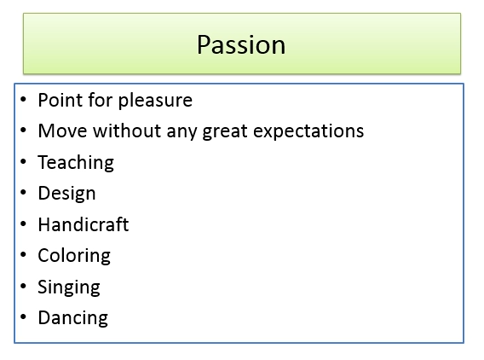 Passion
• Point for pleasure
• Move without any great expectations
• Teaching
• Design
• Handicraft
• Coloring
• Singing
• Dancing